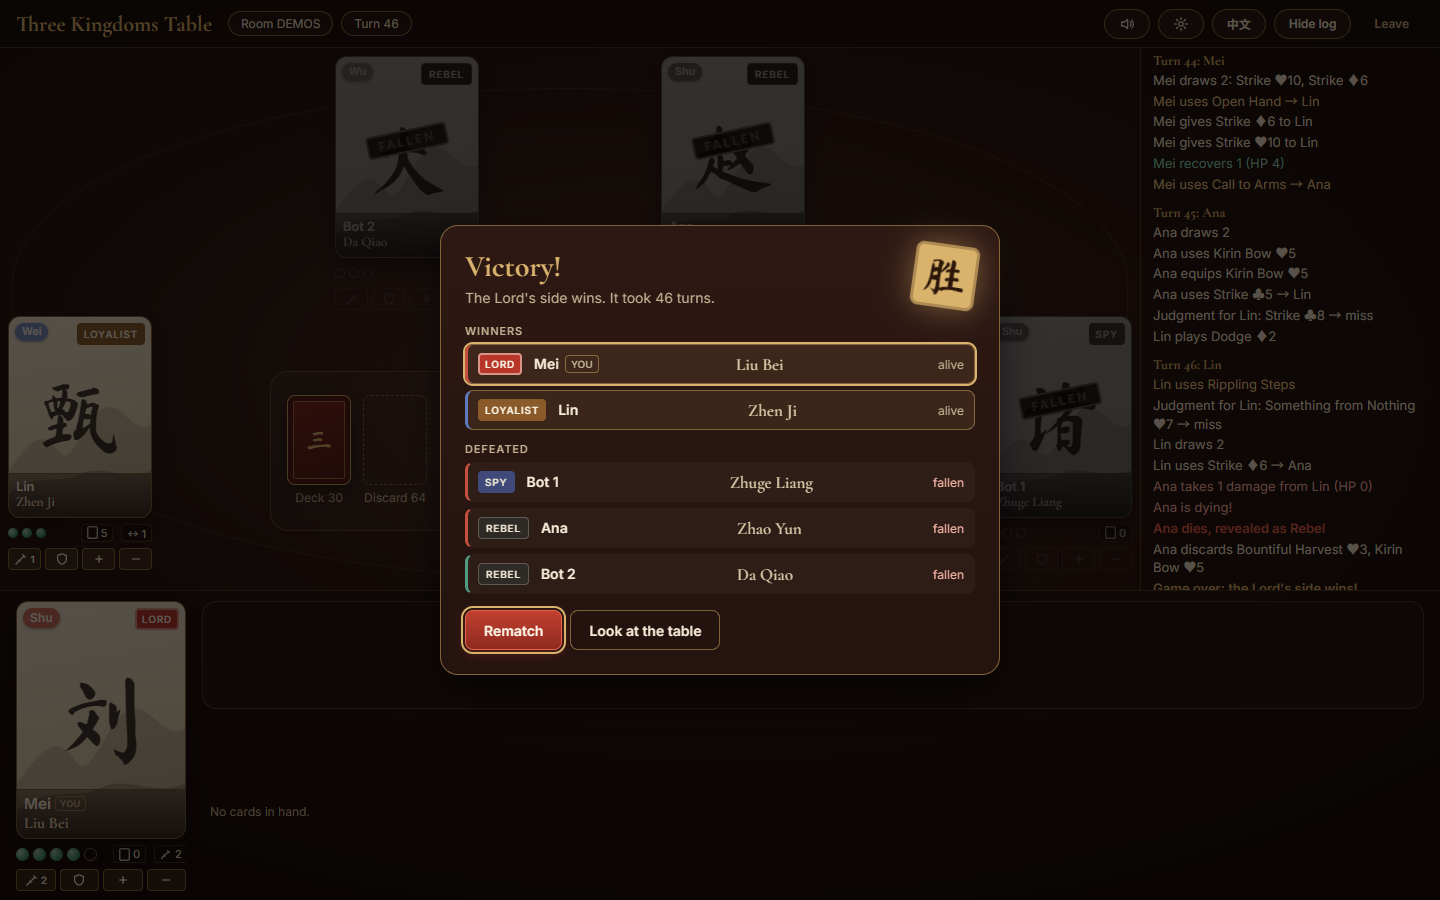 Three Kingdoms Table
Room DEMOS
Turn 46
中文
Hide log
Leave
Wu
REBEL
大
FALLEN
Bot 2
Da Qiao
Shu
REBEL
赵
FALLEN
Wei
LOYALIST
甄
Lin
Zhen Ji
5
↔ 1
1
+
−
三
Deck 30
Discard 64
Shu
SPY
诸
FALLEN
Bot 1
Zhuge Liang
0
+
−
Victory!
The Lord's side wins. It took 46 turns.
胜
WINNERS
LORD Mei YOU Liu Bei alive
LOYALIST Lin Zhen Ji alive
DEFEATED
SPY Bot 1 Zhuge Liang fallen
REBEL Ana Zhao Yun fallen
REBEL Bot 2 Da Qiao fallen
Rematch
Look at the table
Turn 44: Mei
Mei draws 2: Strike ♥10, Strike ♦6
Mei uses Open Hand → Lin
Mei gives Strike ♦6 to Lin
Mei gives Strike ♥10 to Lin
Mei recovers 1 (HP 4)
Mei uses Call to Arms → Ana
Turn 45: Ana
Ana draws 2
Ana uses Kirin Bow ♥5
Ana equips Kirin Bow ♥5
Ana uses Strike ♣5 → Lin
Judgment for Lin: Strike ♣8 → miss
Lin plays Dodge ♦2
Turn 46: Lin
Lin uses Rippling Steps
Judgment for Lin: Something from Nothing
♥7 → miss
Lin draws 2
Lin uses Strike ♦6 → Ana
Ana takes 1 damage from Lin (HP 0)
Ana is dying!
Ana dies, revealed as Rebel
Ana discards Bountiful Harvest ♥3, Kirin
Bow ♥5
Game over: the Lord's side wins!
Shu
LORD
刘
Mei YOU
Liu Bei
0
2
2
+
−
No cards in hand.